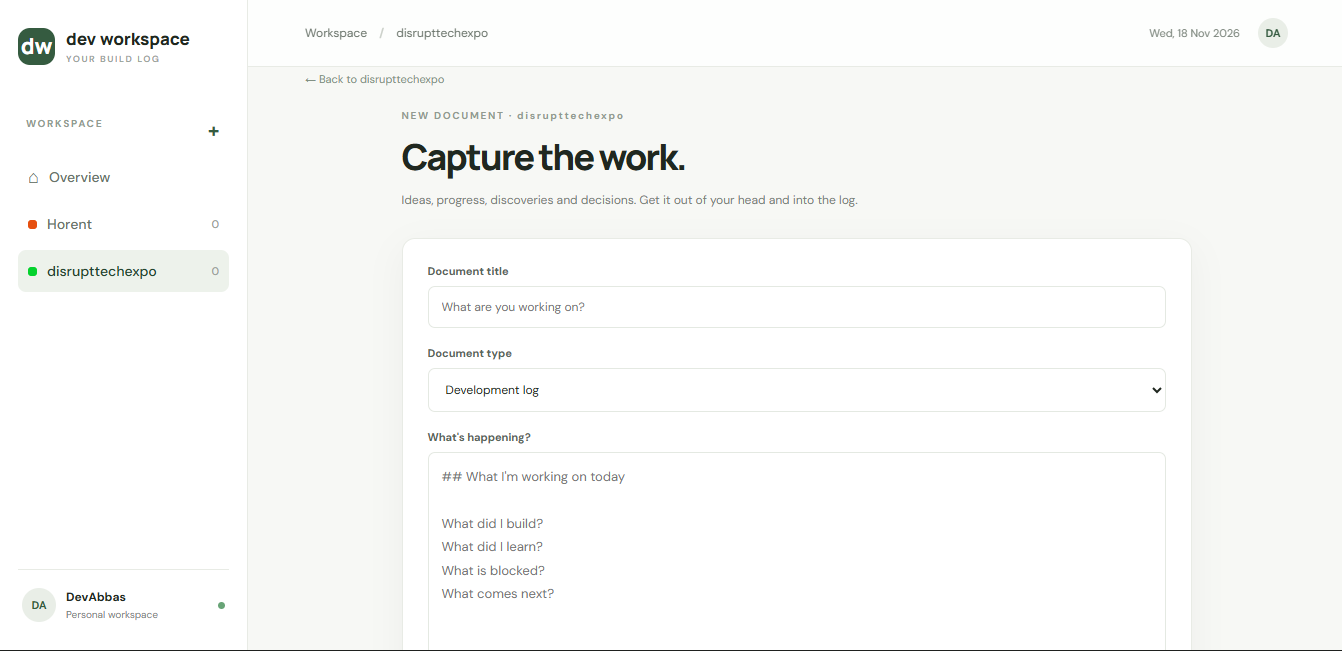 dw
dev workspace
YOUR BUILD LOG
WORKSPACE
+
Overview
Horent 0
disrupttechexpo 0
DA
DevAbbas
Personal workspace
Workspace / disrupttechexpo
Wed, 18 Nov 2026
DA
← Back to disrupttechexpo
NEW DOCUMENT · disrupttechexpo
Capture the work.
Ideas, progress, discoveries and decisions. Get it out of your head and into the log.
Document title
What are you working on?
Document type
Development log
What's happening?
## What I'm working on today
What did I build?
What did I learn?
What is blocked?
What comes next?